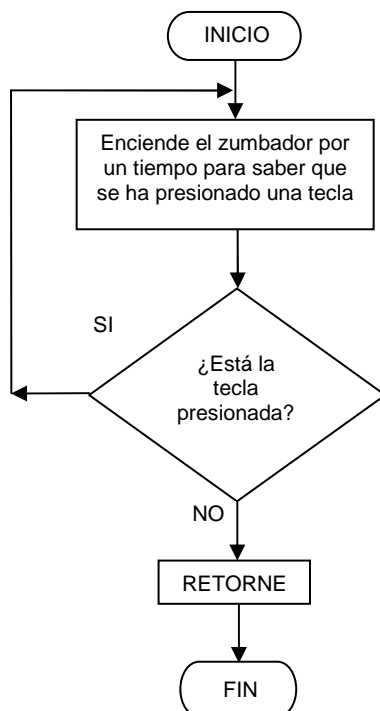 INICIO
Enciende el zumbador por
un tiempo para saber que
se ha presionado una tecla
SI
¿Está la
tecla
presionada?
NO
RETORNE
FIN